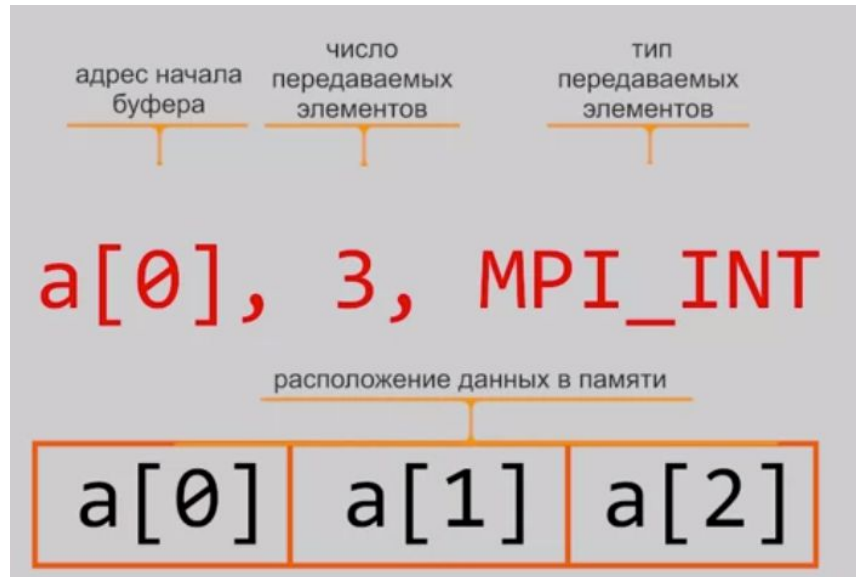 адрес начала
буфера
число
передаваемых
элементов
тип
передаваемых
элементов
a[0], 3, MPI_INT
расположение данных в памяти
a[0] a[1] a[2]